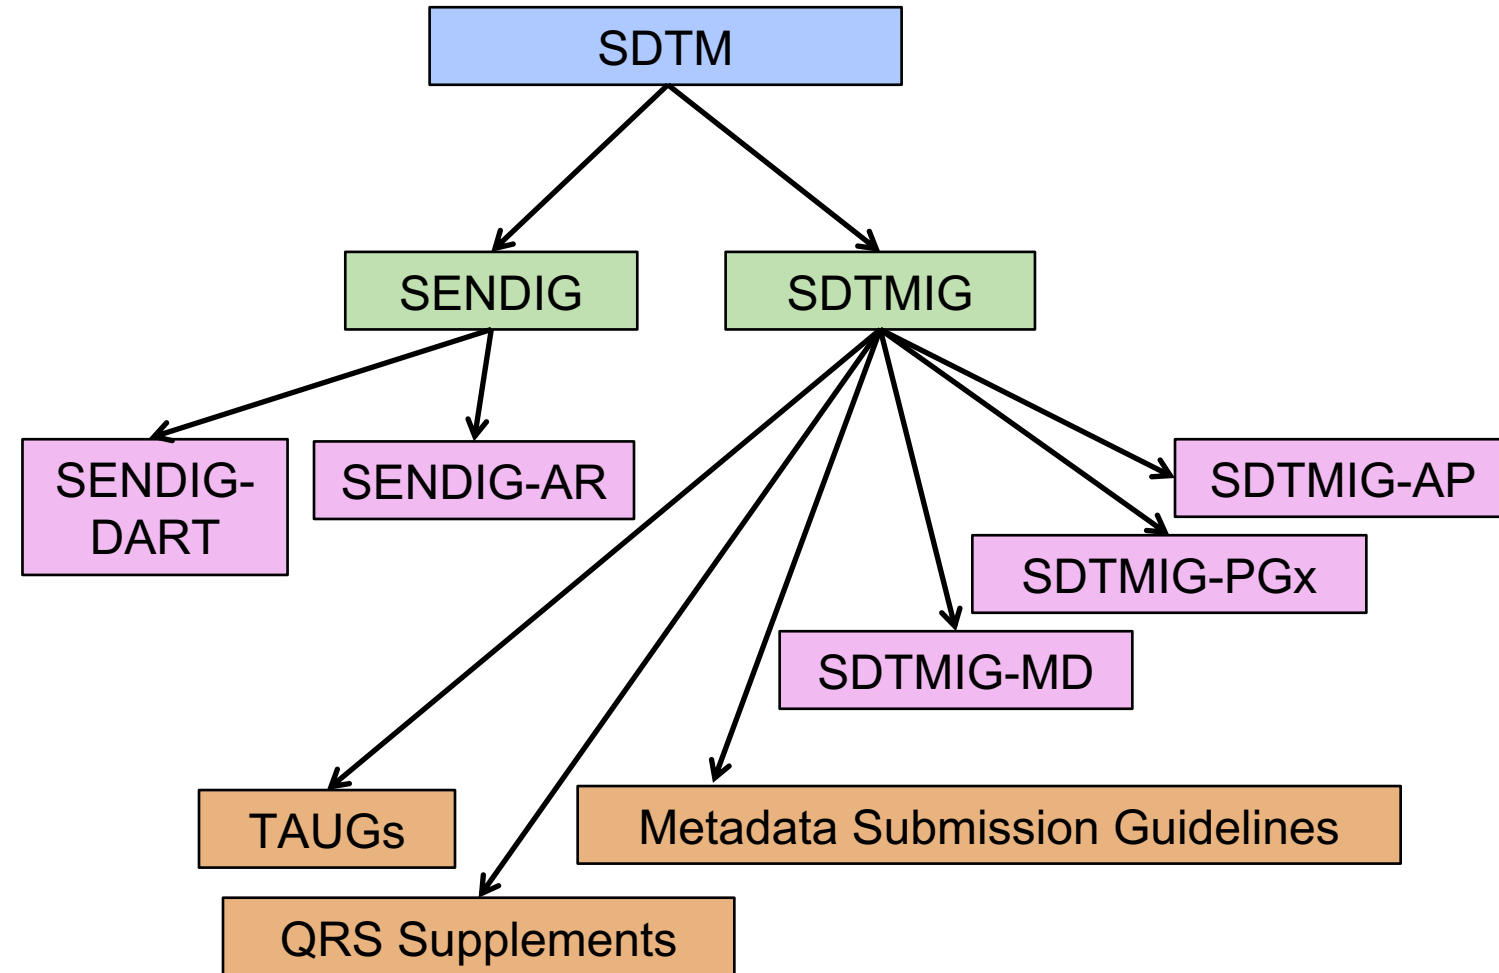 SDTM
SENDIG
SDTMIG
SENDIG-
DART
SENDIG-AR
SDTMIG-AP
SDTMIG-PGx
SDTMIG-MD
TAUGs
Metadata Submission Guidelines
QRS Supplements